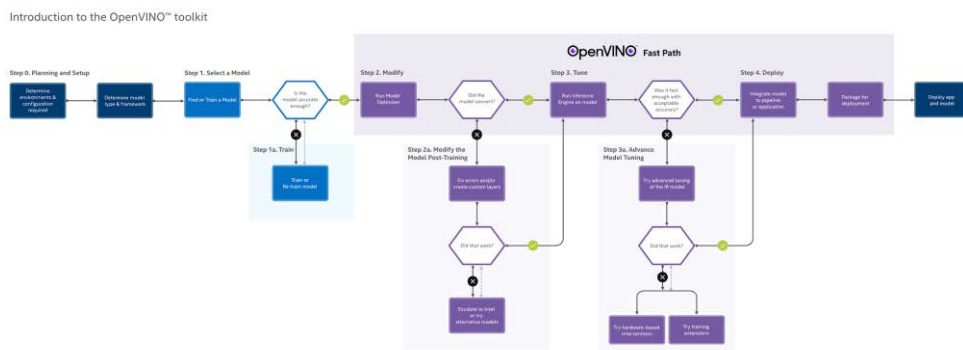 Introduction to the OpenVINO™ toolkit
OpenVINO™ Fast Path
Step 0. Planning and Setup
Step 1. Select a Model
Step 2. Modify
Step 3. Tune
Step 4. Deploy
Determine
environments &
configuration
required
Determine model
type & framework
Find or Train a Model
Is the
model accurate
enough?
Run Model
Optimizer
Did the
model convert?
Run Inference
Engine on model
Was it fast
enough with
acceptable
accuracy?
Integrate model
to pipeline
or application
Package for
deployment
Deploy app
and model
Step 1a. Train
Train or
Re-train model
Step 2a. Modify the
Model Post-Training
Fix errors and/or
create custom layers
Did that work?
Escalate to Intel
or try
alternative models
Step 3a. Advance
Model Tuning
Try advanced tuning
of the IR model
Did that work?
Try hardware-based
interventions
Try training
extensions